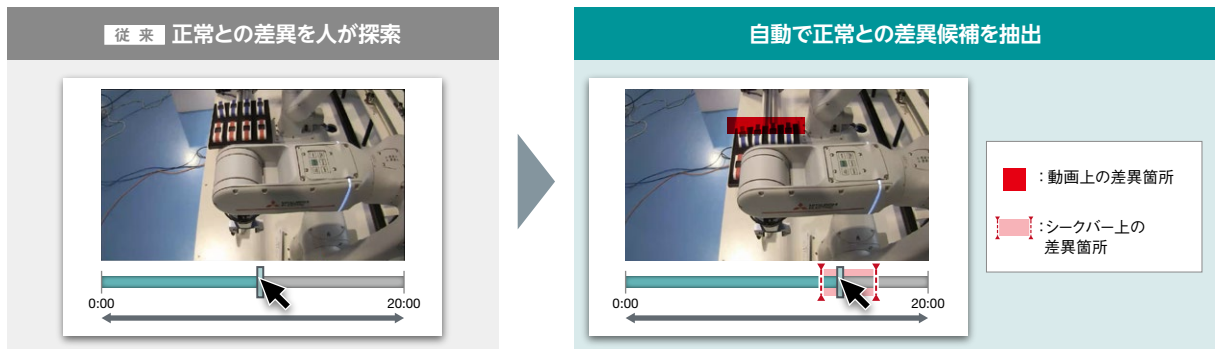 従来 正常との差異を人が探索
0:00
20:00
自動で正常との差異候補を抽出
0:00
20:00
:動画上の差異箇所
:シークバー上の
差異箇所